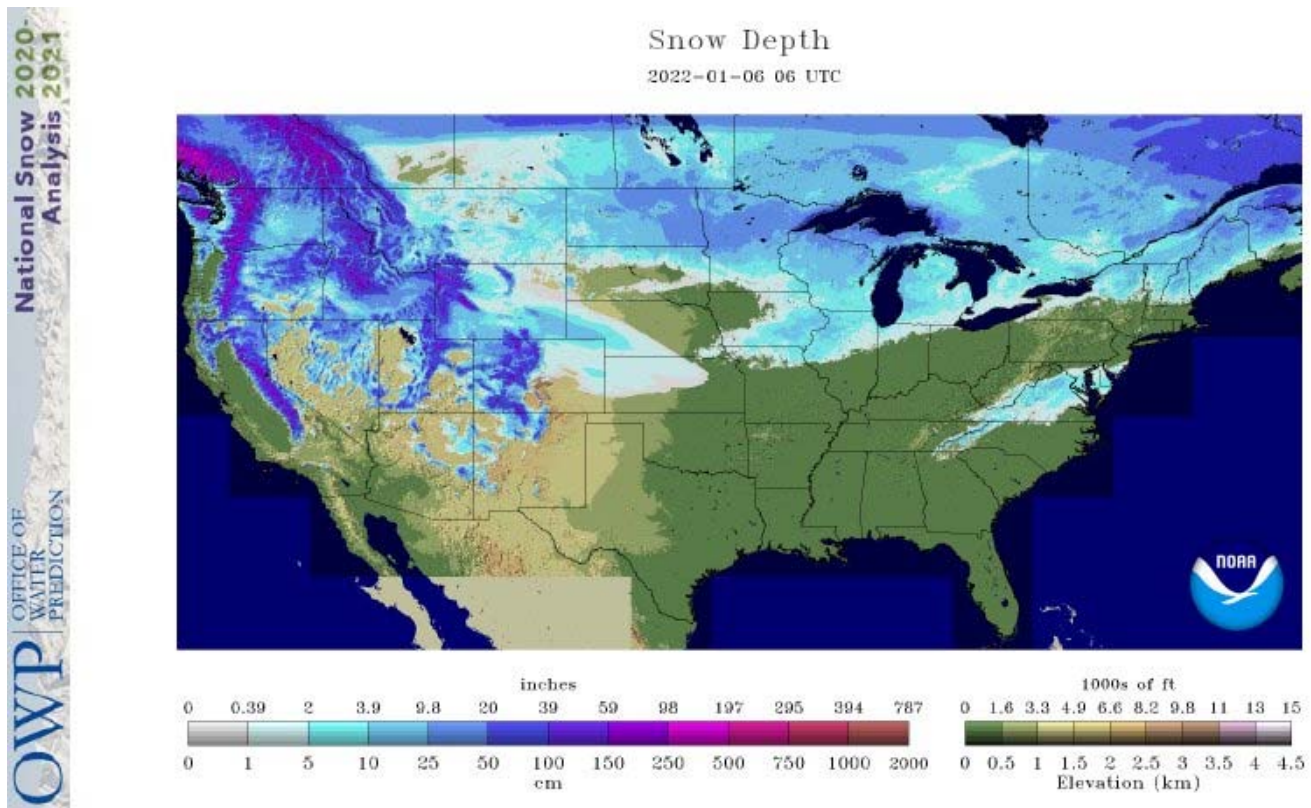 National Snow 2020-
Analysis 2021
OFFICE OF
WATER
PREDICTION
OWP
Snow Depth
2022-01-06 06 UTC
NOAA
inches
0 0.39 2 3.9 9.8 20 39 59 98 197 295 394 787
0 1 5 10 25 50 100 150 250 500 750 1000 2000
cm
1000s of ft
0 1.6 3.3 4.9 6.6 8.2 9.8 11 13 15
0 0.5 1 1.5 2 2.5 3 3.5 4 4.5
Elevation (km)